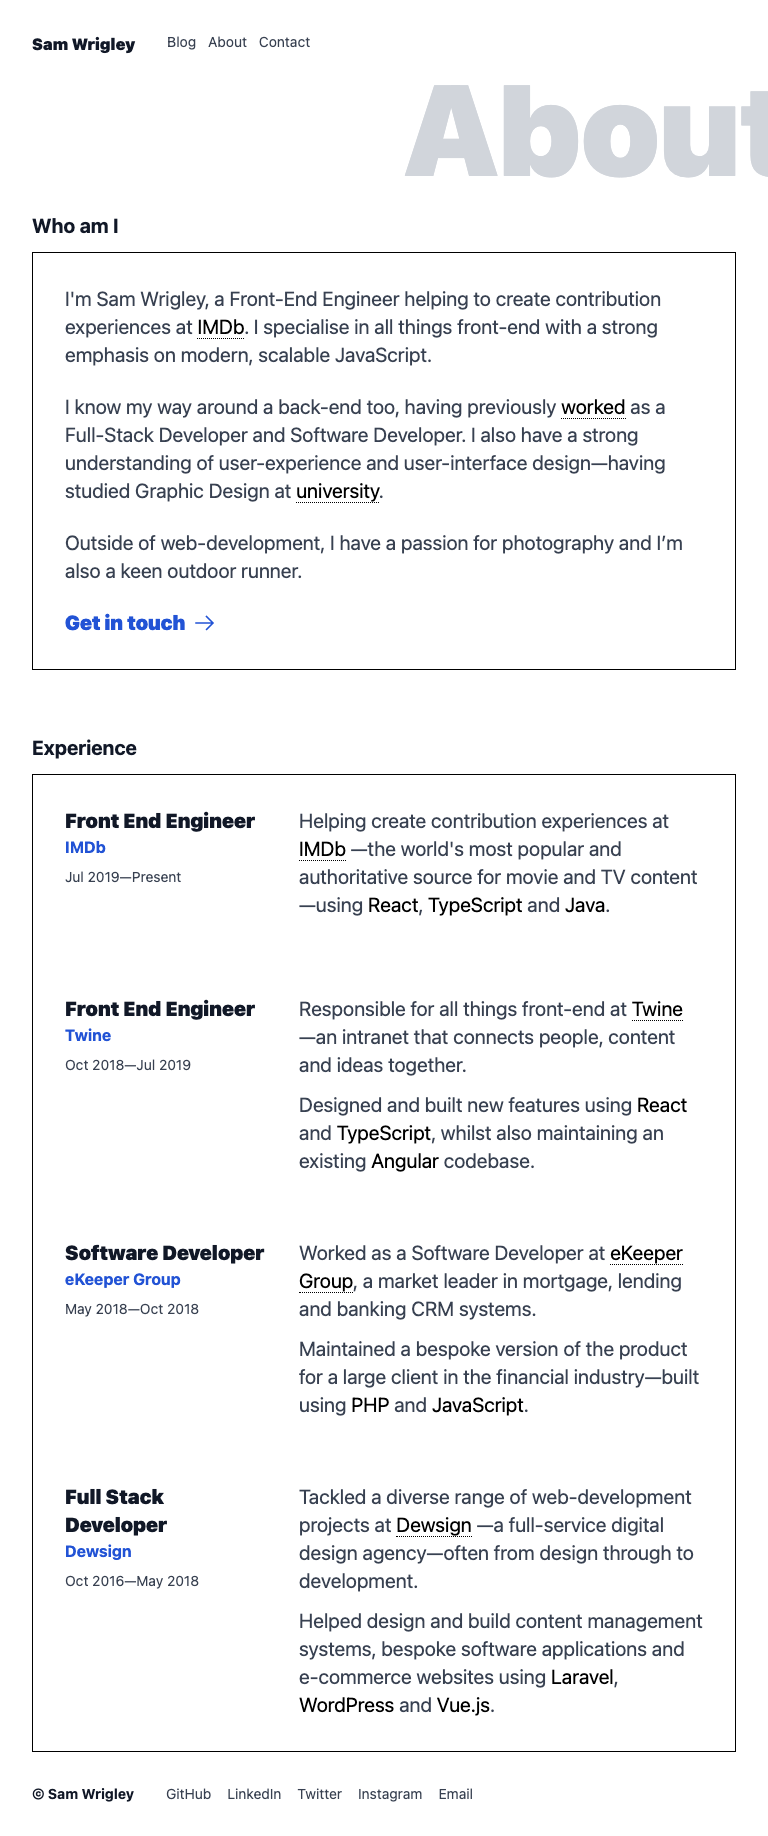 Sam Wrigley Blog About Contact
About
Who am I
I'm Sam Wrigley, a Front-End Engineer helping to create contribution
experiences at IMDb. I specialise in all things front-end with a strong
emphasis on modern, scalable JavaScript.
I know my way around a back-end too, having previously worked as a
Full-Stack Developer and Software Developer. I also have a strong
understanding of user-experience and user-interface design—having
studied Graphic Design at university.
Outside of web-development, I have a passion for photography and I’m
also a keen outdoor runner.
Get in touch →
Experience
Front End Engineer
IMDb
Jul 2019—Present
Helping create contribution experiences at
IMDb —the world's most popular and
authoritative source for movie and TV content
—using React, TypeScript and Java.
Front End Engineer
Twine
Oct 2018—Jul 2019
Responsible for all things front-end at Twine
—an intranet that connects people, content
and ideas together.
Designed and built new features using React
and TypeScript, whilst also maintaining an
existing Angular codebase.
Software Developer
eKeeper Group
May 2018—Oct 2018
Worked as a Software Developer at eKeeper
Group, a market leader in mortgage, lending
and banking CRM systems.
Maintained a bespoke version of the product
for a large client in the financial industry—built
using PHP and JavaScript.
Full Stack
Developer
Dewsign
Oct 2016—May 2018
Tackled a diverse range of web-development
projects at Dewsign —a full-service digital
design agency—often from design through to
development.
Helped design and build content management
systems, bespoke software applications and
e-commerce websites using Laravel,
WordPress and Vue.js.
© Sam Wrigley GitHub LinkedIn Twitter Instagram Email